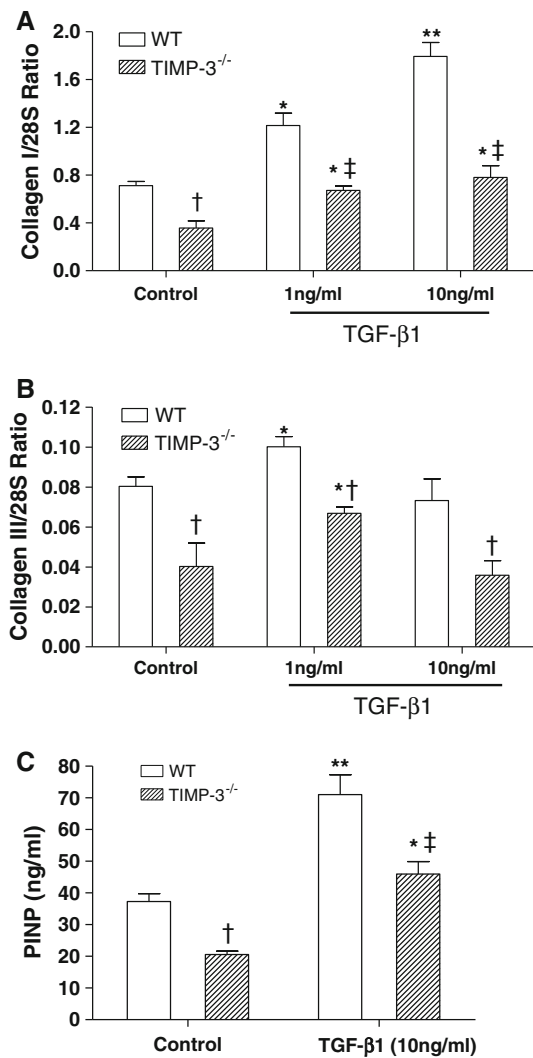 A
WT
TIMP-3⁻/⁻
Collagen I/28S Ratio
2.0
1.6
1.2
0.8
0.4
0.0
†
*
* ‡
**
* ‡
Control
1ng/ml
10ng/ml
TGF-β1
B
WT
TIMP-3⁻/⁻
Collagen III/28S Ratio
0.12
0.10
0.08
0.06
0.04
0.02
0.00
†
*
*†
†
Control
1ng/ml
10ng/ml
TGF-β1
C
WT
TIMP-3⁻/⁻
PINP (ng/ml)
80
70
60
50
40
30
20
10
0
†
**
* ‡
Control
TGF-β1 (10ng/ml)